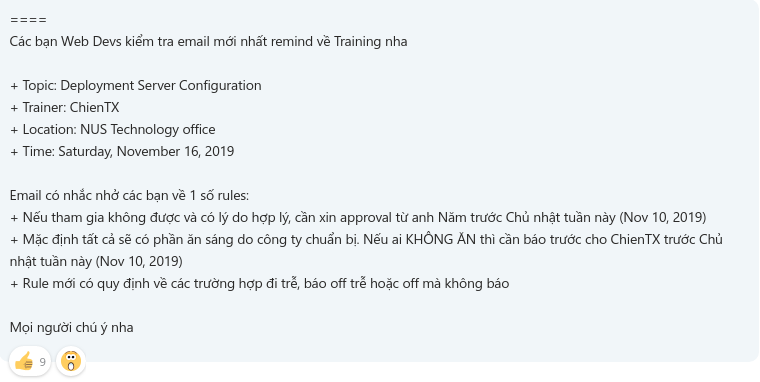 ====
Các bạn Web Devs kiểm tra email mới nhất remind về Training nha
+ Topic: Deployment Server Configuration
+ Trainer: ChienTX
+ Location: NUS Technology office
+ Time: Saturday, November 16, 2019
Email có nhắc nhở các bạn về 1 số rules:
+ Nếu tham gia không được và có lý do hợp lý, cần xin approval từ anh Năm trước Chủ nhật tuần này (Nov 10, 2019)
+ Mặc định tất cả sẽ có phần ăn sáng do công ty chuẩn bị. Nếu ai KHÔNG ĂN thì cần báo trước cho ChienTX trước Chủ
nhật tuần này (Nov 10, 2019)
+ Rule mới có quy định về các trường hợp đi trễ, báo off trễ hoặc off mà không báo
Mọi người chú ý nha
9